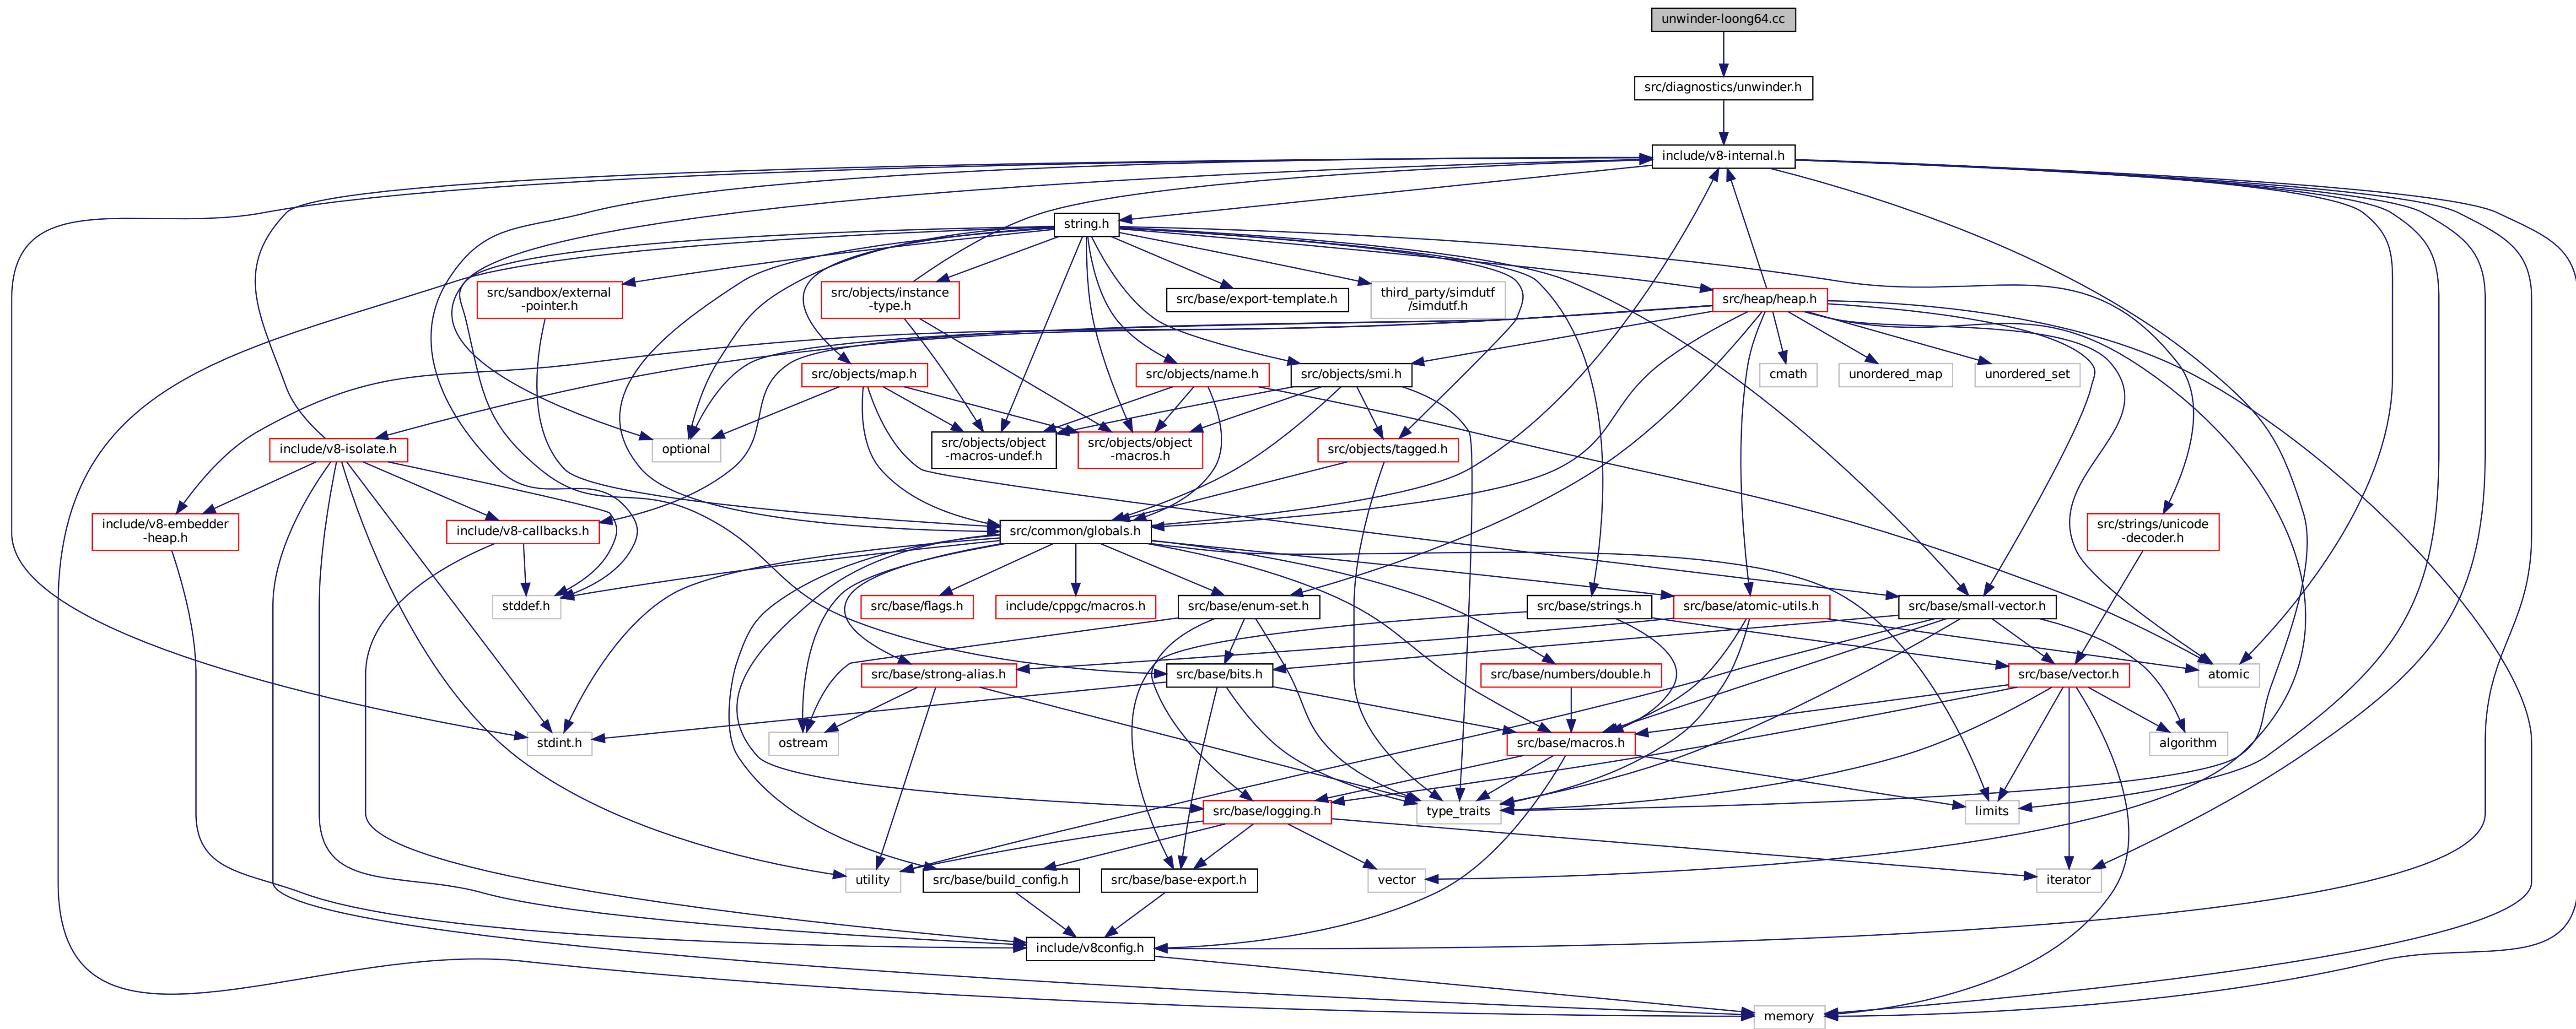 unwinder-loong64.cc
src/diagnostics/unwinder.h
include/v8-internal.h
string.h
src/sandbox/external
-pointer.h
src/objects/instance
-type.h
src/base/export-template.h
third_party/simdutf
/simdutf.h
src/heap/heap.h
src/objects/map.h
src/objects/name.h
src/objects/smi.h
cmath
unordered_map
unordered_set
include/v8-isolate.h
optional
src/objects/object
-macros-undef.h
src/objects/object
-macros.h
src/objects/tagged.h
include/v8-embedder
-heap.h
include/v8-callbacks.h
src/common/globals.h
src/strings/unicode
-decoder.h
stddef.h
src/base/flags.h
include/cppgc/macros.h
src/base/enum-set.h
src/base/strings.h
src/base/atomic-utils.h
src/base/small-vector.h
src/base/strong-alias.h
src/base/bits.h
src/base/numbers/double.h
src/base/vector.h
atomic
stdint.h
ostream
src/base/macros.h
algorithm
src/base/logging.h
type_traits
limits
utility
src/base/build_config.h
src/base/base-export.h
vector
iterator
include/v8config.h
memory